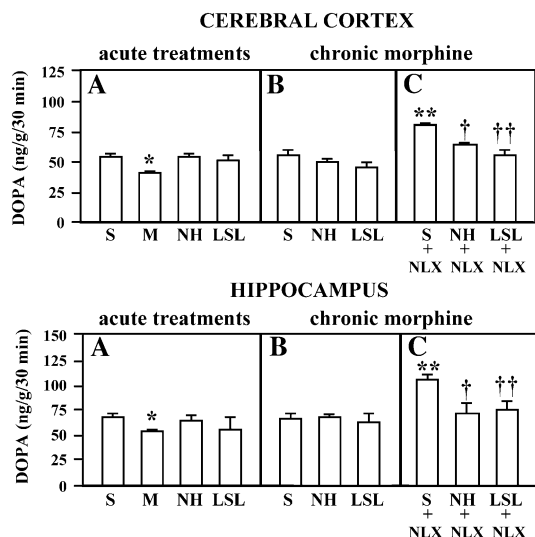 CEREBRAL CORTEX
acute treatments chronic morphine
A B C
DOPA (ng/g/30 min)
125
100
75
50
25
0
* ** † ††
S M NH LSL S NH LSL S NH LSL
+ + +
NLX NLX NLX
HIPPOCAMPUS
acute treatments chronic morphine
A B C
DOPA (ng/g/30 min)
150
125
100
75
50
25
0
* ** † ††
S M NH LSL S NH LSL S NH LSL
+ + +
NLX NLX NLX